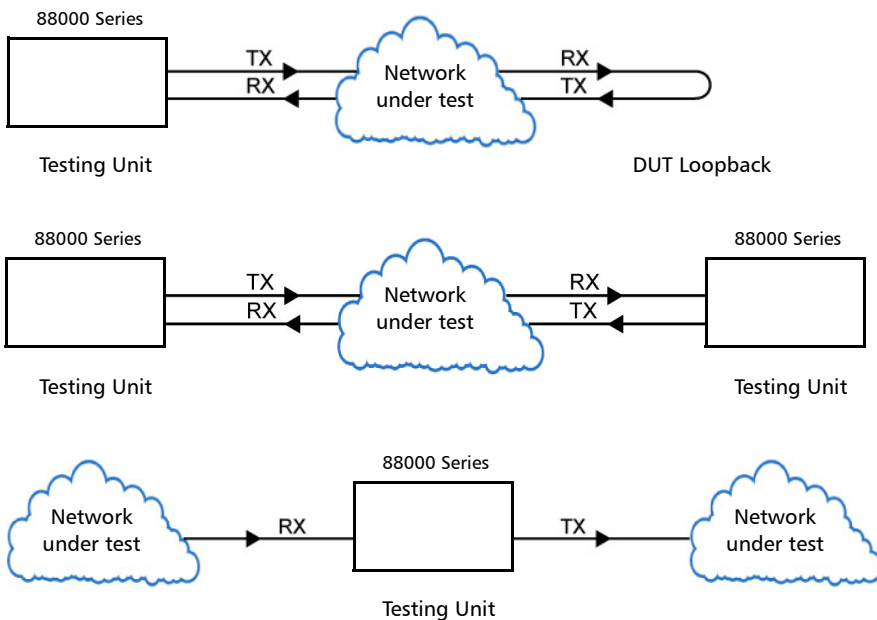 88000 Series
TX
RX
Network
under test
RX
TX
Testing Unit
DUT Loopback
88000 Series
88000 Series
TX
RX
Network
under test
RX
TX
Testing Unit
Testing Unit
88000 Series
Network
under test
RX
TX
Network
under test
Testing Unit